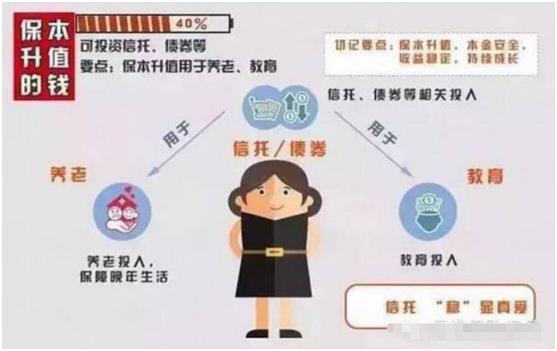 保本升值的钱
40%
可投资信托、债券等
要点:保本升值用于养老、教育
切记要点:保本升值,本金安全,
收益稳定,持续成长
信托、债券等相关投入
用于
用于
信托/债券
养老
教育
养老投入,
保障晚年生活
教育投入
信托 “稳”显真爱